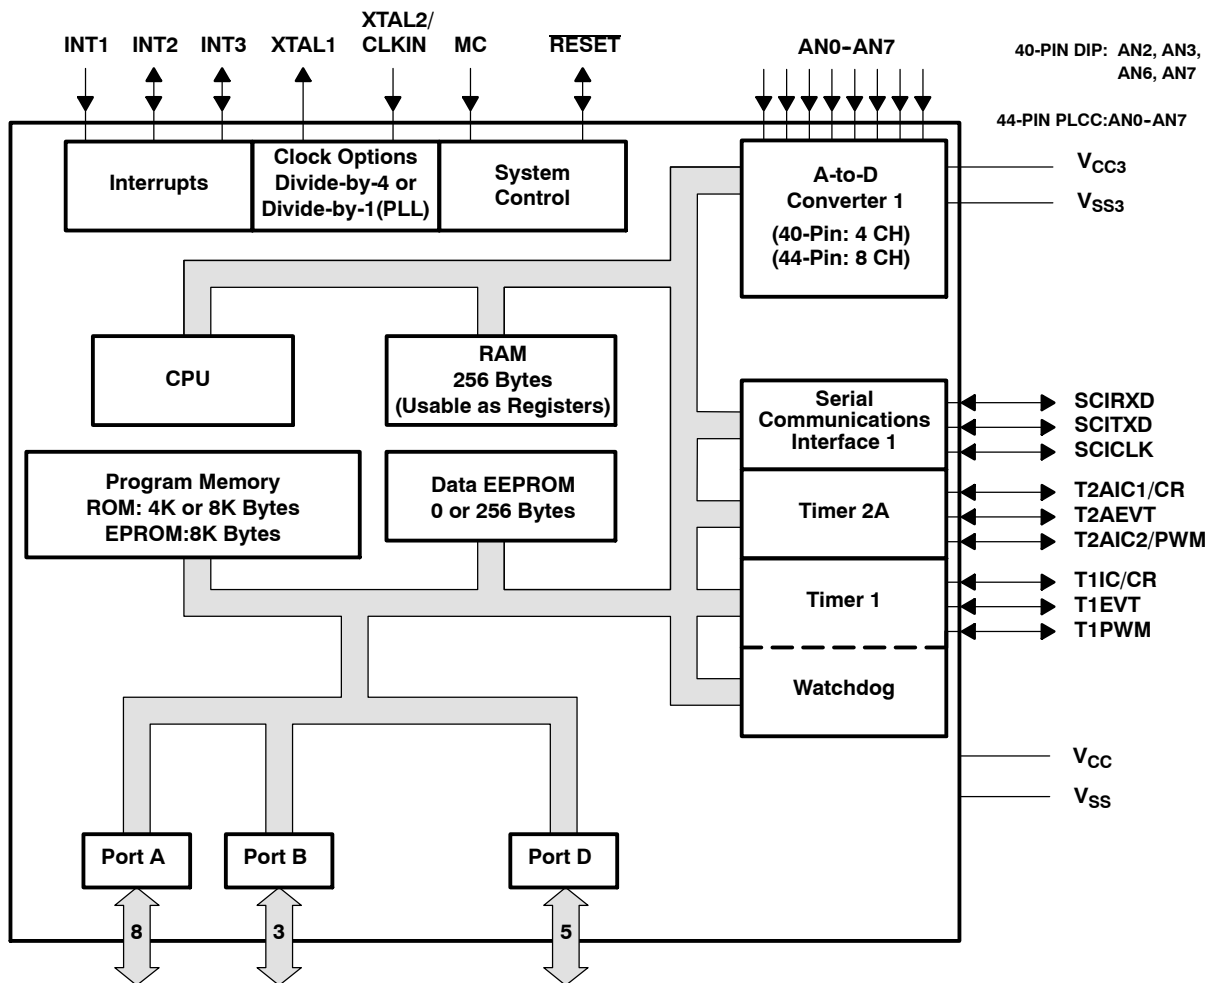 INT1 INT2 INT3 XTAL1 XTAL2/
CLKIN MC RESET AN0-AN7
40-PIN DIP: AN2, AN3,
AN6, AN7
44-PIN PLCC:AN0-AN7
Interrupts
Clock Options
Divide-by-4 or
Divide-by-1(PLL)
System
Control
A-to-D
Converter 1
(40-Pin: 4 CH)
(44-Pin: 8 CH)
VCC3
VSS3
CPU
RAM
256 Bytes
(Usable as Registers)
Serial
Communications
Interface 1
SCIRXD
SCITXD
SCICLK
Program Memory
ROM: 4K or 8K Bytes
EPROM:8K Bytes
Data EEPROM
0 or 256 Bytes
Timer 2A
T2AIC1/CR
T2AEVT
T2AIC2/PWM
Timer 1
T1IC/CR
T1EVT
T1PWM
Watchdog
VCC
VSS
Port A
Port B
Port D
8
3
5